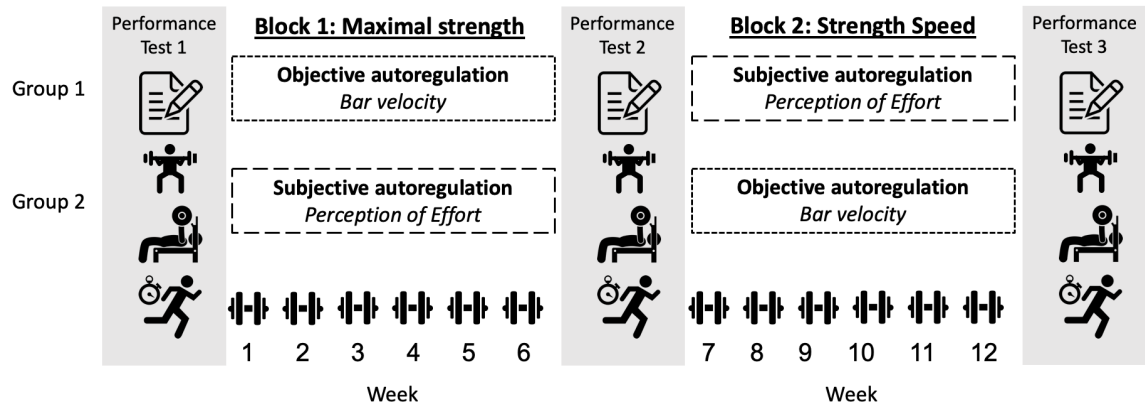 Performance
Test 1
Block 1: Maximal strength
Performance
Test 2
Block 2: Strength Speed
Performance
Test 3
Group 1
Objective autoregulation
Bar velocity
Subjective autoregulation
Perception of Effort
Group 2
Subjective autoregulation
Perception of Effort
Objective autoregulation
Bar velocity
1 2 3 4 5 6 7 8 9 10 11 12
Week Week